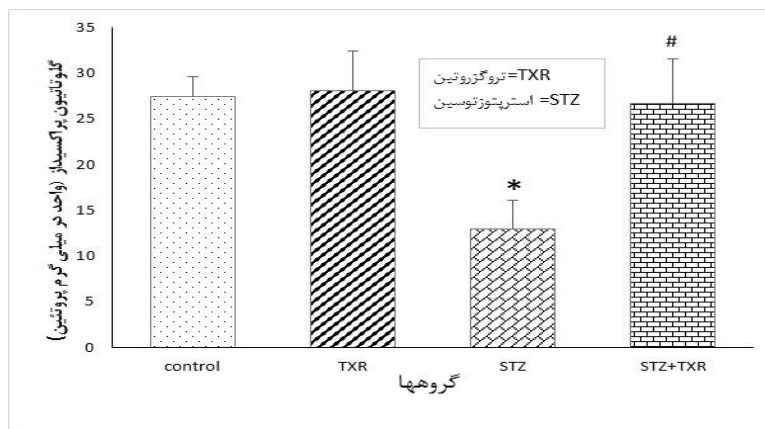 35
30
25
20
15
10
5
0
گلوتاتیون پراکسیداز (واحد در میلی گرم پروتئین)
TXR=تروگزروتین
STZ= استرپتوزتوسین
*
#
control
TXR
STZ
STZ+TXR
گروهها